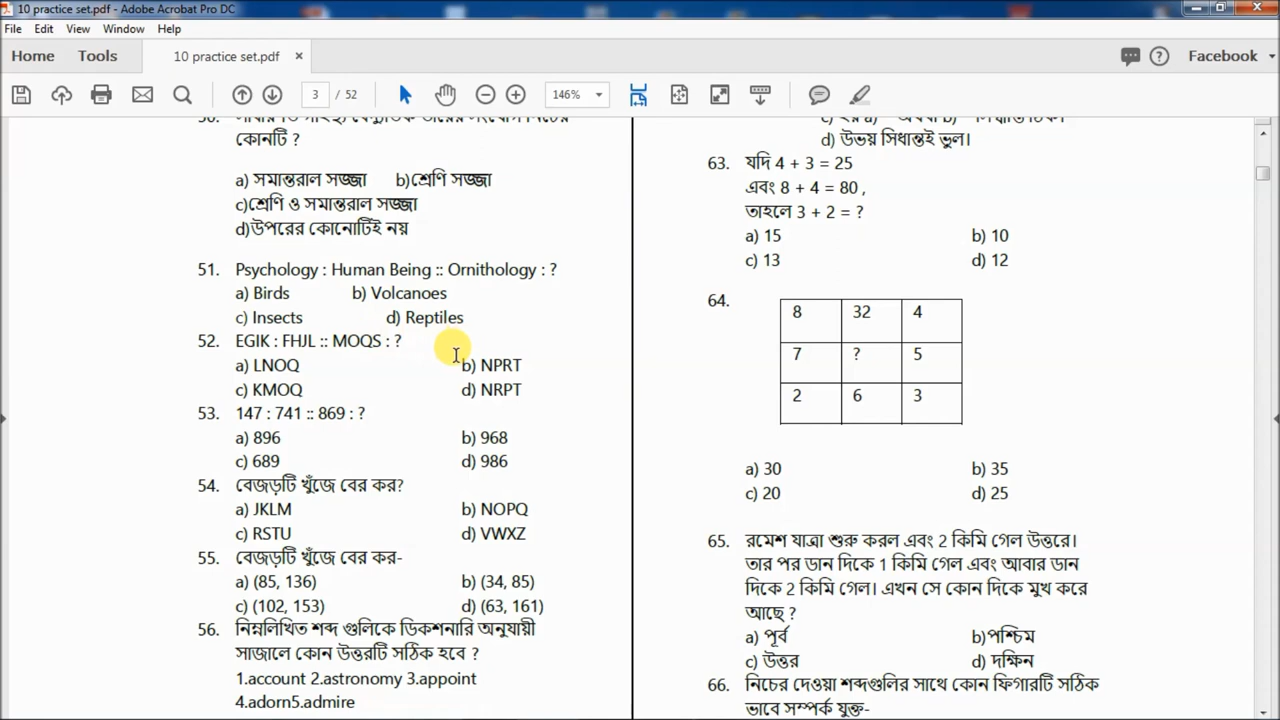 10 practice set.pdf - Adobe Acrobat Pro DC
File Edit View Window Help
Home Tools 10 practice set.pdf ×
3 / 52 146% Facebook
কোনটি ?
a) সমান্তরাল সজ্জা b)শ্রেণি সজ্জা
c)শ্রেণি ও সমান্তরাল সজ্জা
d)উপরের কোনোটিই নয়
51. Psychology : Human Being :: Ornithology : ?
a) Birds b) Volcanoes
c) Insects d) Reptiles
52. EGIK : FHJL :: MOQS : ?
a) LNOQ b) NPRT
c) KMOQ d) NRPT
53. 147 : 741 :: 869 : ?
a) 896 b) 968
c) 689 d) 986
54. বেজড়টি খুঁজে বের কর?
a) JKLM b) NOPQ
c) RSTU d) VWXZ
55. বেজড়টি খুঁজে বের কর-
a) (85, 136) b) (34, 85)
c) (102, 153) d) (63, 161)
56. নিম্নলিখিত শব্দ গুলিকে ডিকশনারি অনুযায়ী
সাজালে কোন উত্তরটি সঠিক হবে ?
1.account 2.astronomy 3.appoint
4.adorn5.admire
d) উভয় সিধান্তই ভুল।
63. যদি 4 + 3 = 25
এবং 8 + 4 = 80 ,
তাহলে 3 + 2 = ?
a) 15 b) 10
c) 13 d) 12
64.
8 32 4
7 ? 5
2 6 3
a) 30 b) 35
c) 20 d) 25
65. রমেশ যাত্রা শুরু করল এবং 2 কিমি গেল উত্তরে।
তার পর ডান দিকে 1 কিমি গেল এবং আবার ডান
দিকে 2 কিমি গেল। এখন সে কোন দিকে মুখ করে
আছে ?
a) পূর্ব b)পশ্চিম
c) উত্তর d) দক্ষিন
66. নিচের দেওয়া শব্দগুলির সাথে কোন ফিগারটি সঠিক
ভাবে সম্পর্ক যুক্ত-